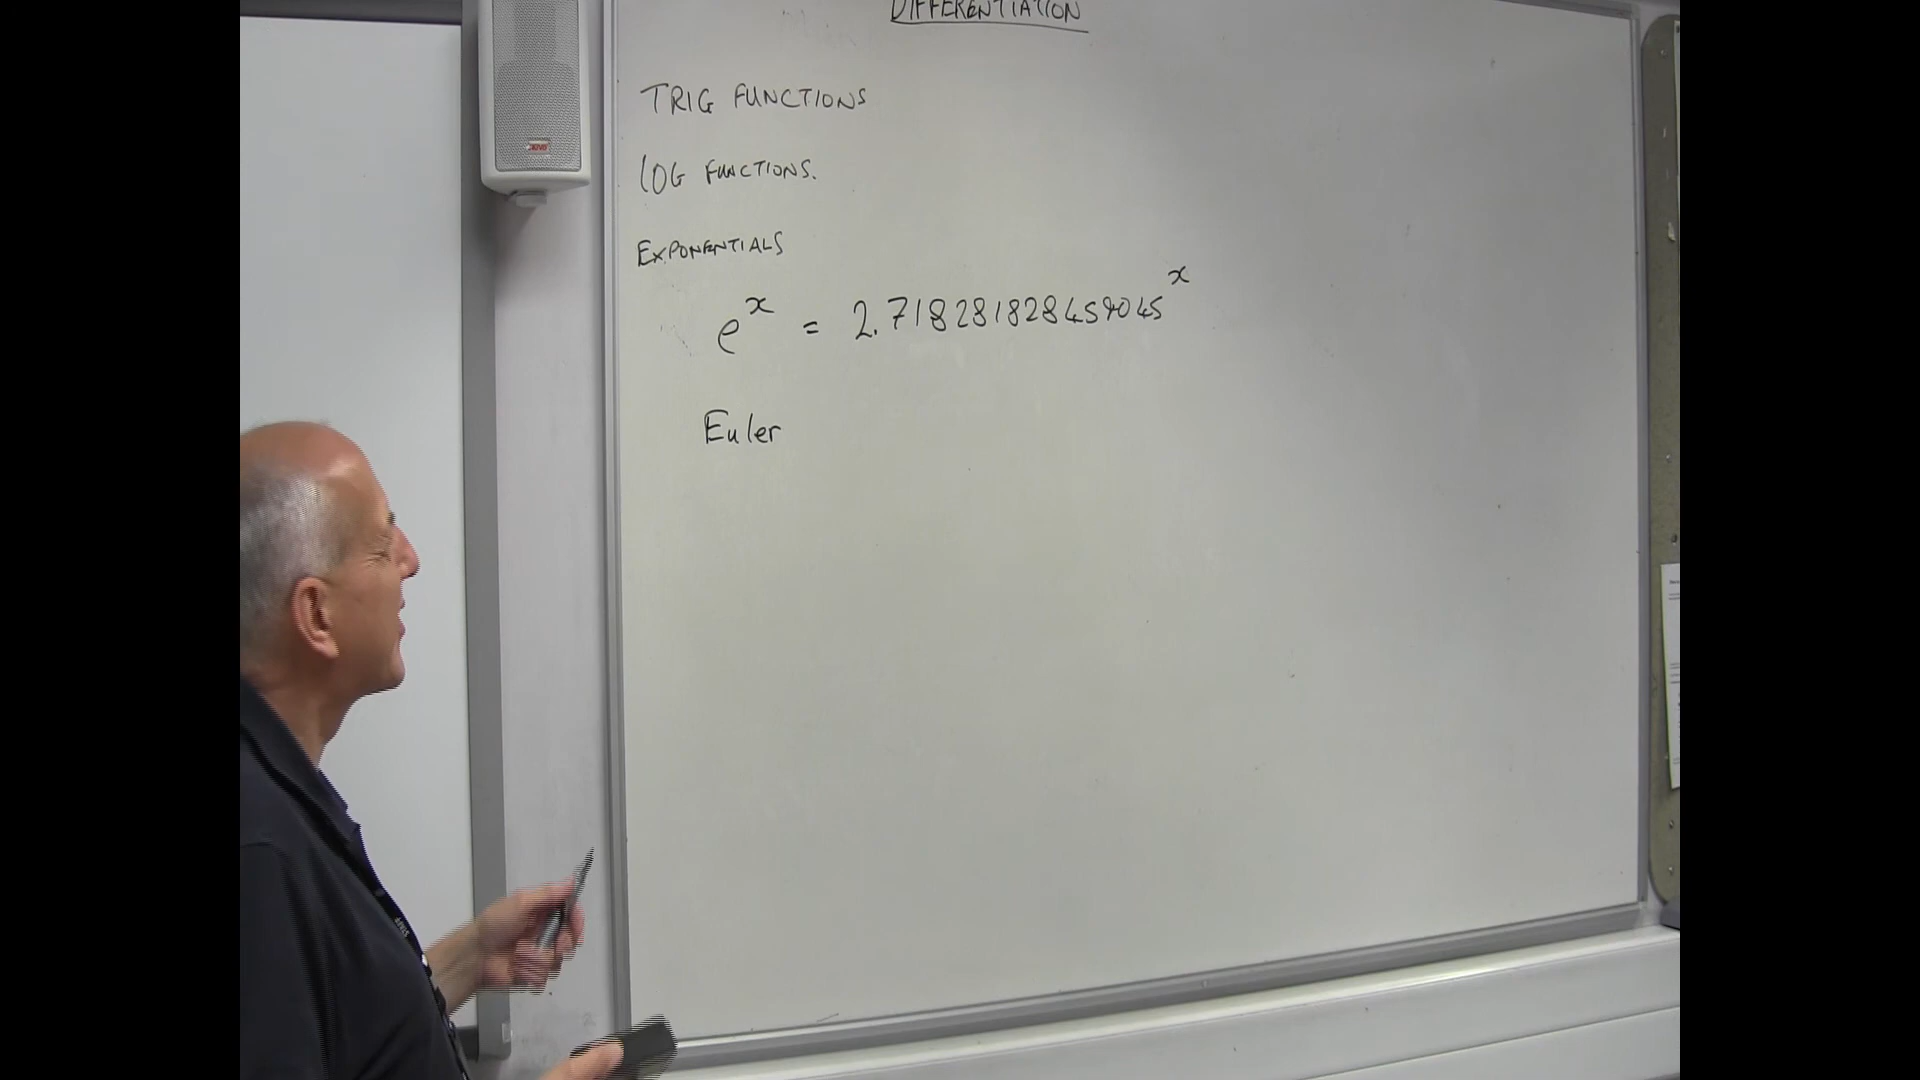 DIFFERENTIATION
TRIG FUNCTIONS
LOG FUNCTIONS.
EXPONENTIALS
e^x = 2.718281828459045^x
Euler